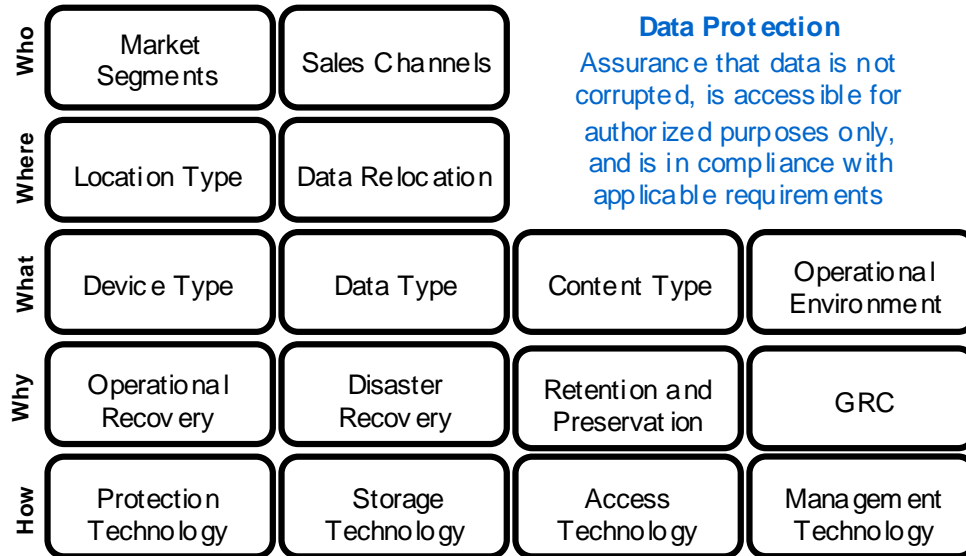 Who
Market
Segments
Sales Channels
Data Protection
Assurance that data is not
corrupted, is accessible for
authorized purposes only,
and is in compliance with
applicable requirements
Where
Location Type
Data Relocation
What
Device Type
Data Type
Content Type
Operational
Environment
Why
Operational
Recovery
Disaster
Recovery
Retention and
Preservation
GRC
How
Protection
Technology
Storage
Technology
Access
Technology
Management
Technology